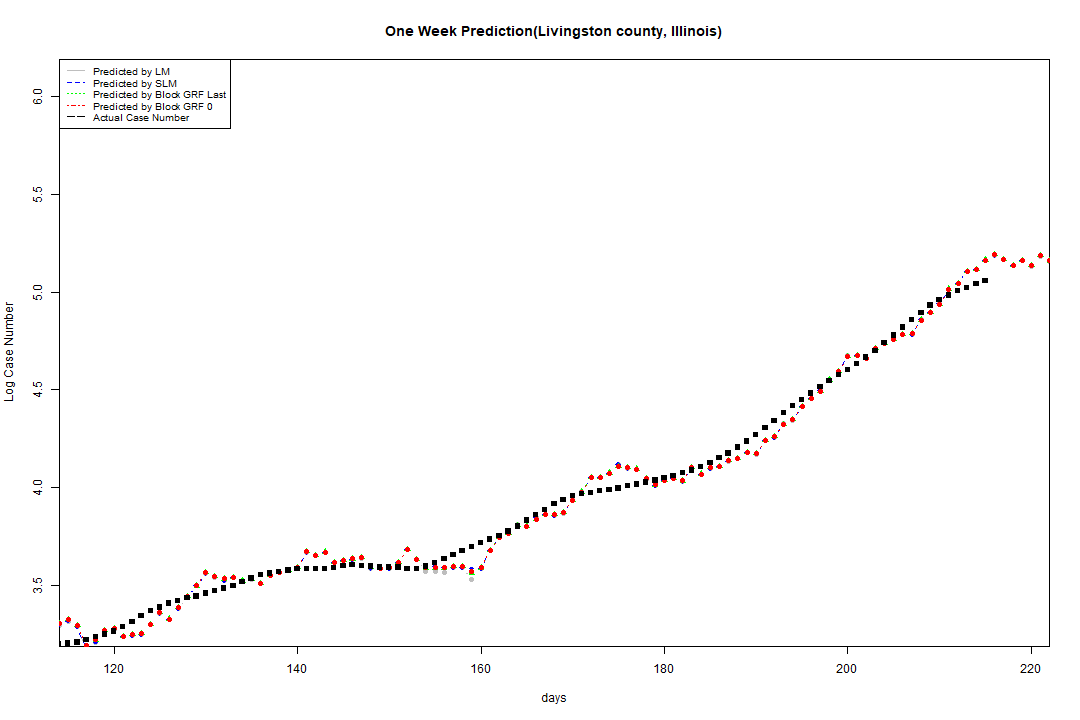 One Week Prediction(Livingston county, Illinois)
Predicted by LM
Predicted by SLM
Predicted by Block GRF Last
Predicted by Block GRF 0
Actual Case Number
6.0
5.5
5.0
4.5
4.0
3.5
Log Case Number
120 140 160 180 200 220
days